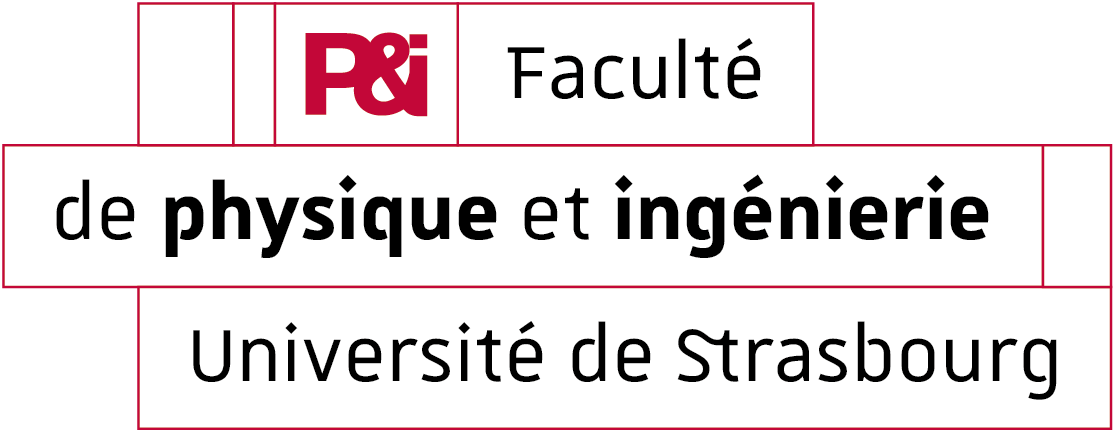 P&i Faculté
de physique et ingénierie
Université de Strasbourg